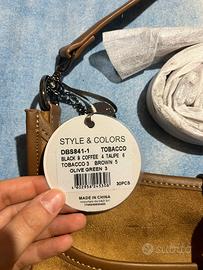 STYLE & COLORS
DBS841-1 TOBACCO
BLACK 8 COFFEE 4 TAUPE 6
TOBACCO 3 BROWN 5
OLIVE GREEN 3
30PCS
MADE IN CHINA
Subito